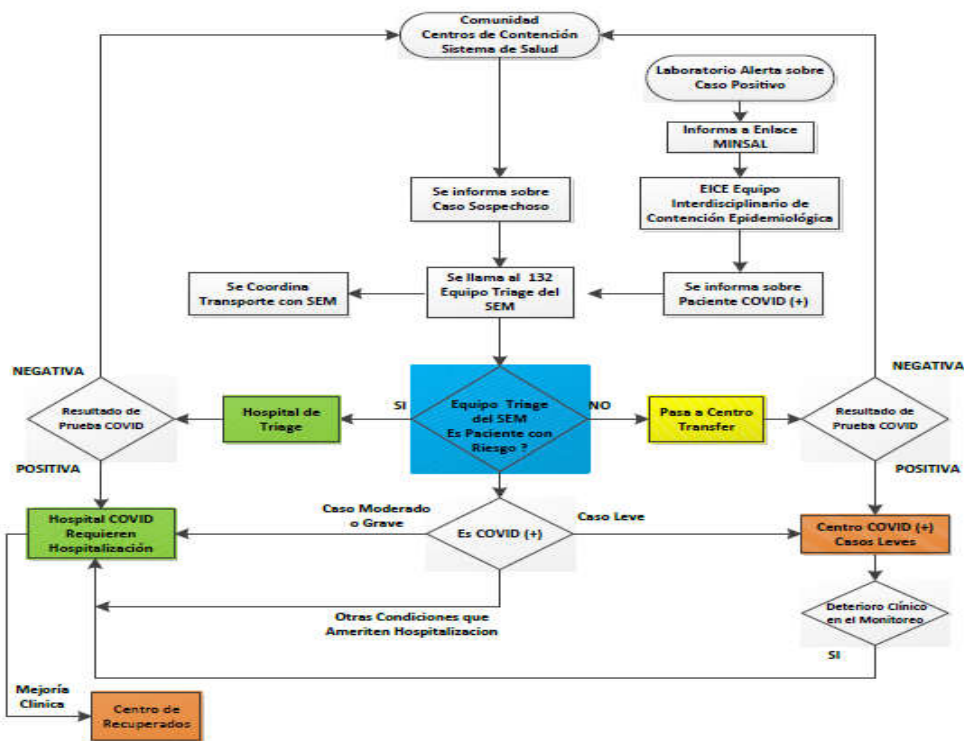 Comunidad
Centros de Contención
Sistema de Salud
Laboratorio Alerta sobre
Caso Positivo
Informa a Enlace
MINSAL
Se informa sobre
Caso Sospechoso
EICE Equipo
Interdisciplinario de
Contención Epidemiológica
Se Coordina
Transporte con SEM
Se llama al 132
Equipo Triage del
SEM
Se informa sobre
Paciente COVID (+)
NEGATIVA
NEGATIVA
Resultado de
Prueba COVID
Hospital de
Triage
SI
Equipo Triage
del SEM
Es Paciente con
Riesgo ?
NO
Pasa a Centro
Transfer
Resultado de
Prueba COVID
POSITIVA
POSITIVA
Hospital COVID
Requieren
Hospitalización
Caso Moderado
o Grave
Es COVID (+)
Caso Leve
Centro COVID (+)
Casos Leves
Otras Condiciones que
Ameriten Hospitalizacion
Deterioro Clínico
en el Monitoreo
SI
Mejoría
Clinica
Centro de
Recuperados